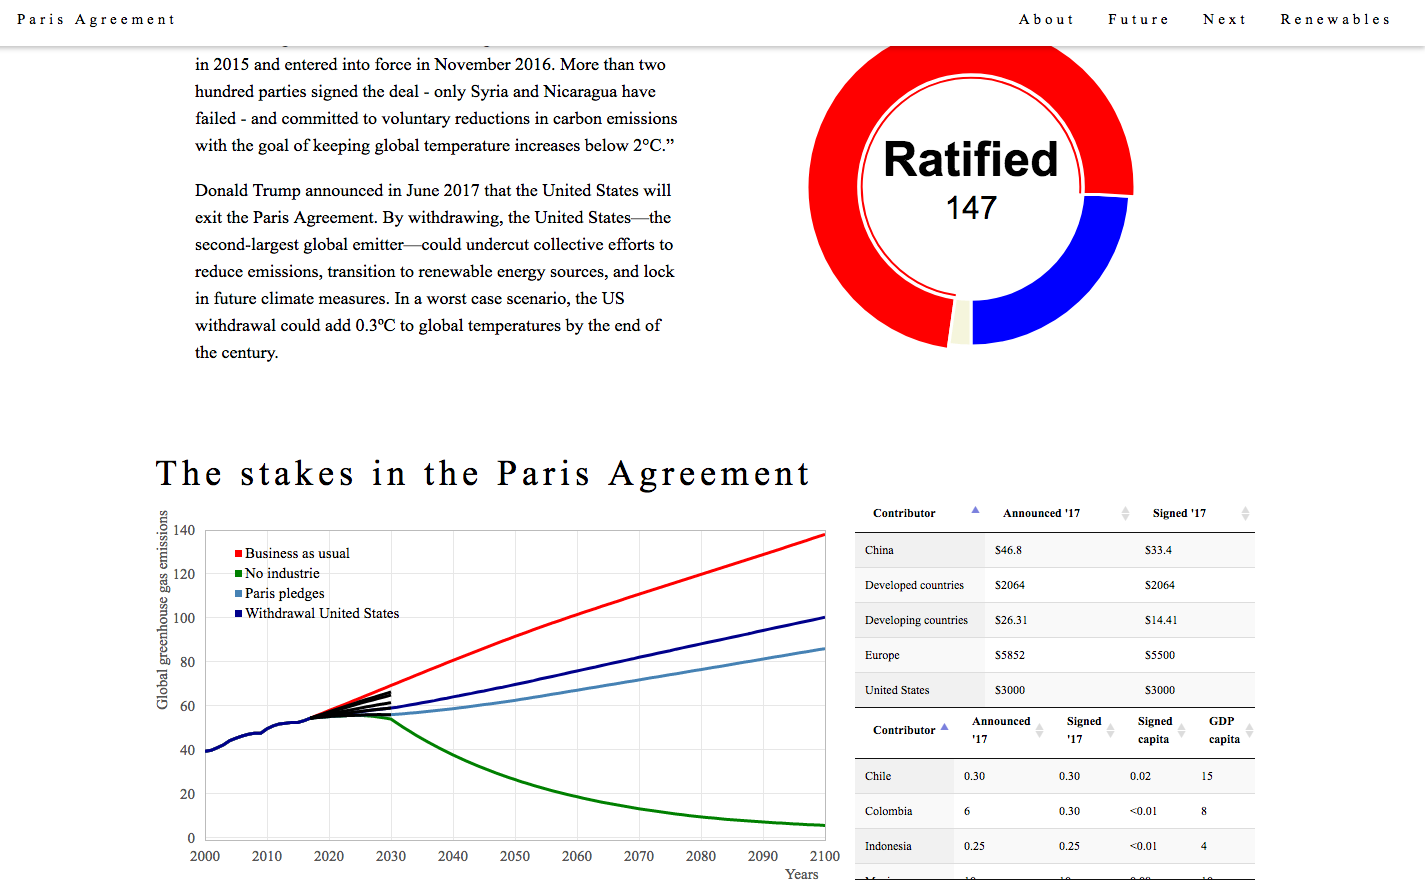 Paris Agreement
About Future Next Renewables
in 2015 and entered into force in November 2016. More than two
hundred parties signed the deal - only Syria and Nicaragua have
failed - and committed to voluntary reductions in carbon emissions
with the goal of keeping global temperature increases below 2°C.”
Donald Trump announced in June 2017 that the United States will
exit the Paris Agreement. By withdrawing, the United States—the
second-largest global emitter—could undercut collective efforts to
reduce emissions, transition to renewable energy sources, and lock
in future climate measures. In a worst case scenario, the US
withdrawal could add 0.3ºC to global temperatures by the end of
the century.
Ratified
147
The stakes in the Paris Agreement
Global greenhouse gas emissions
140
120
100
80
60
40
20
0
Business as usual
No industrie
Paris pledges
Withdrawal United States
2000 2010 2020 2030 2040 2050 2060 2070 2080 2090 2100
Years
Contributor Announced '17 Signed '17
China $46.8 $33.4
Developed countries $2064 $2064
Developing countries $26.31 $14.41
Europe $5852 $5500
United States $3000 $3000
Contributor Announced '17 Signed '17 Signed capita GDP capita
Chile 0.30 0.30 0.02 15
Colombia 6 0.30 <0.01 8
Indonesia 0.25 0.25 <0.01 4